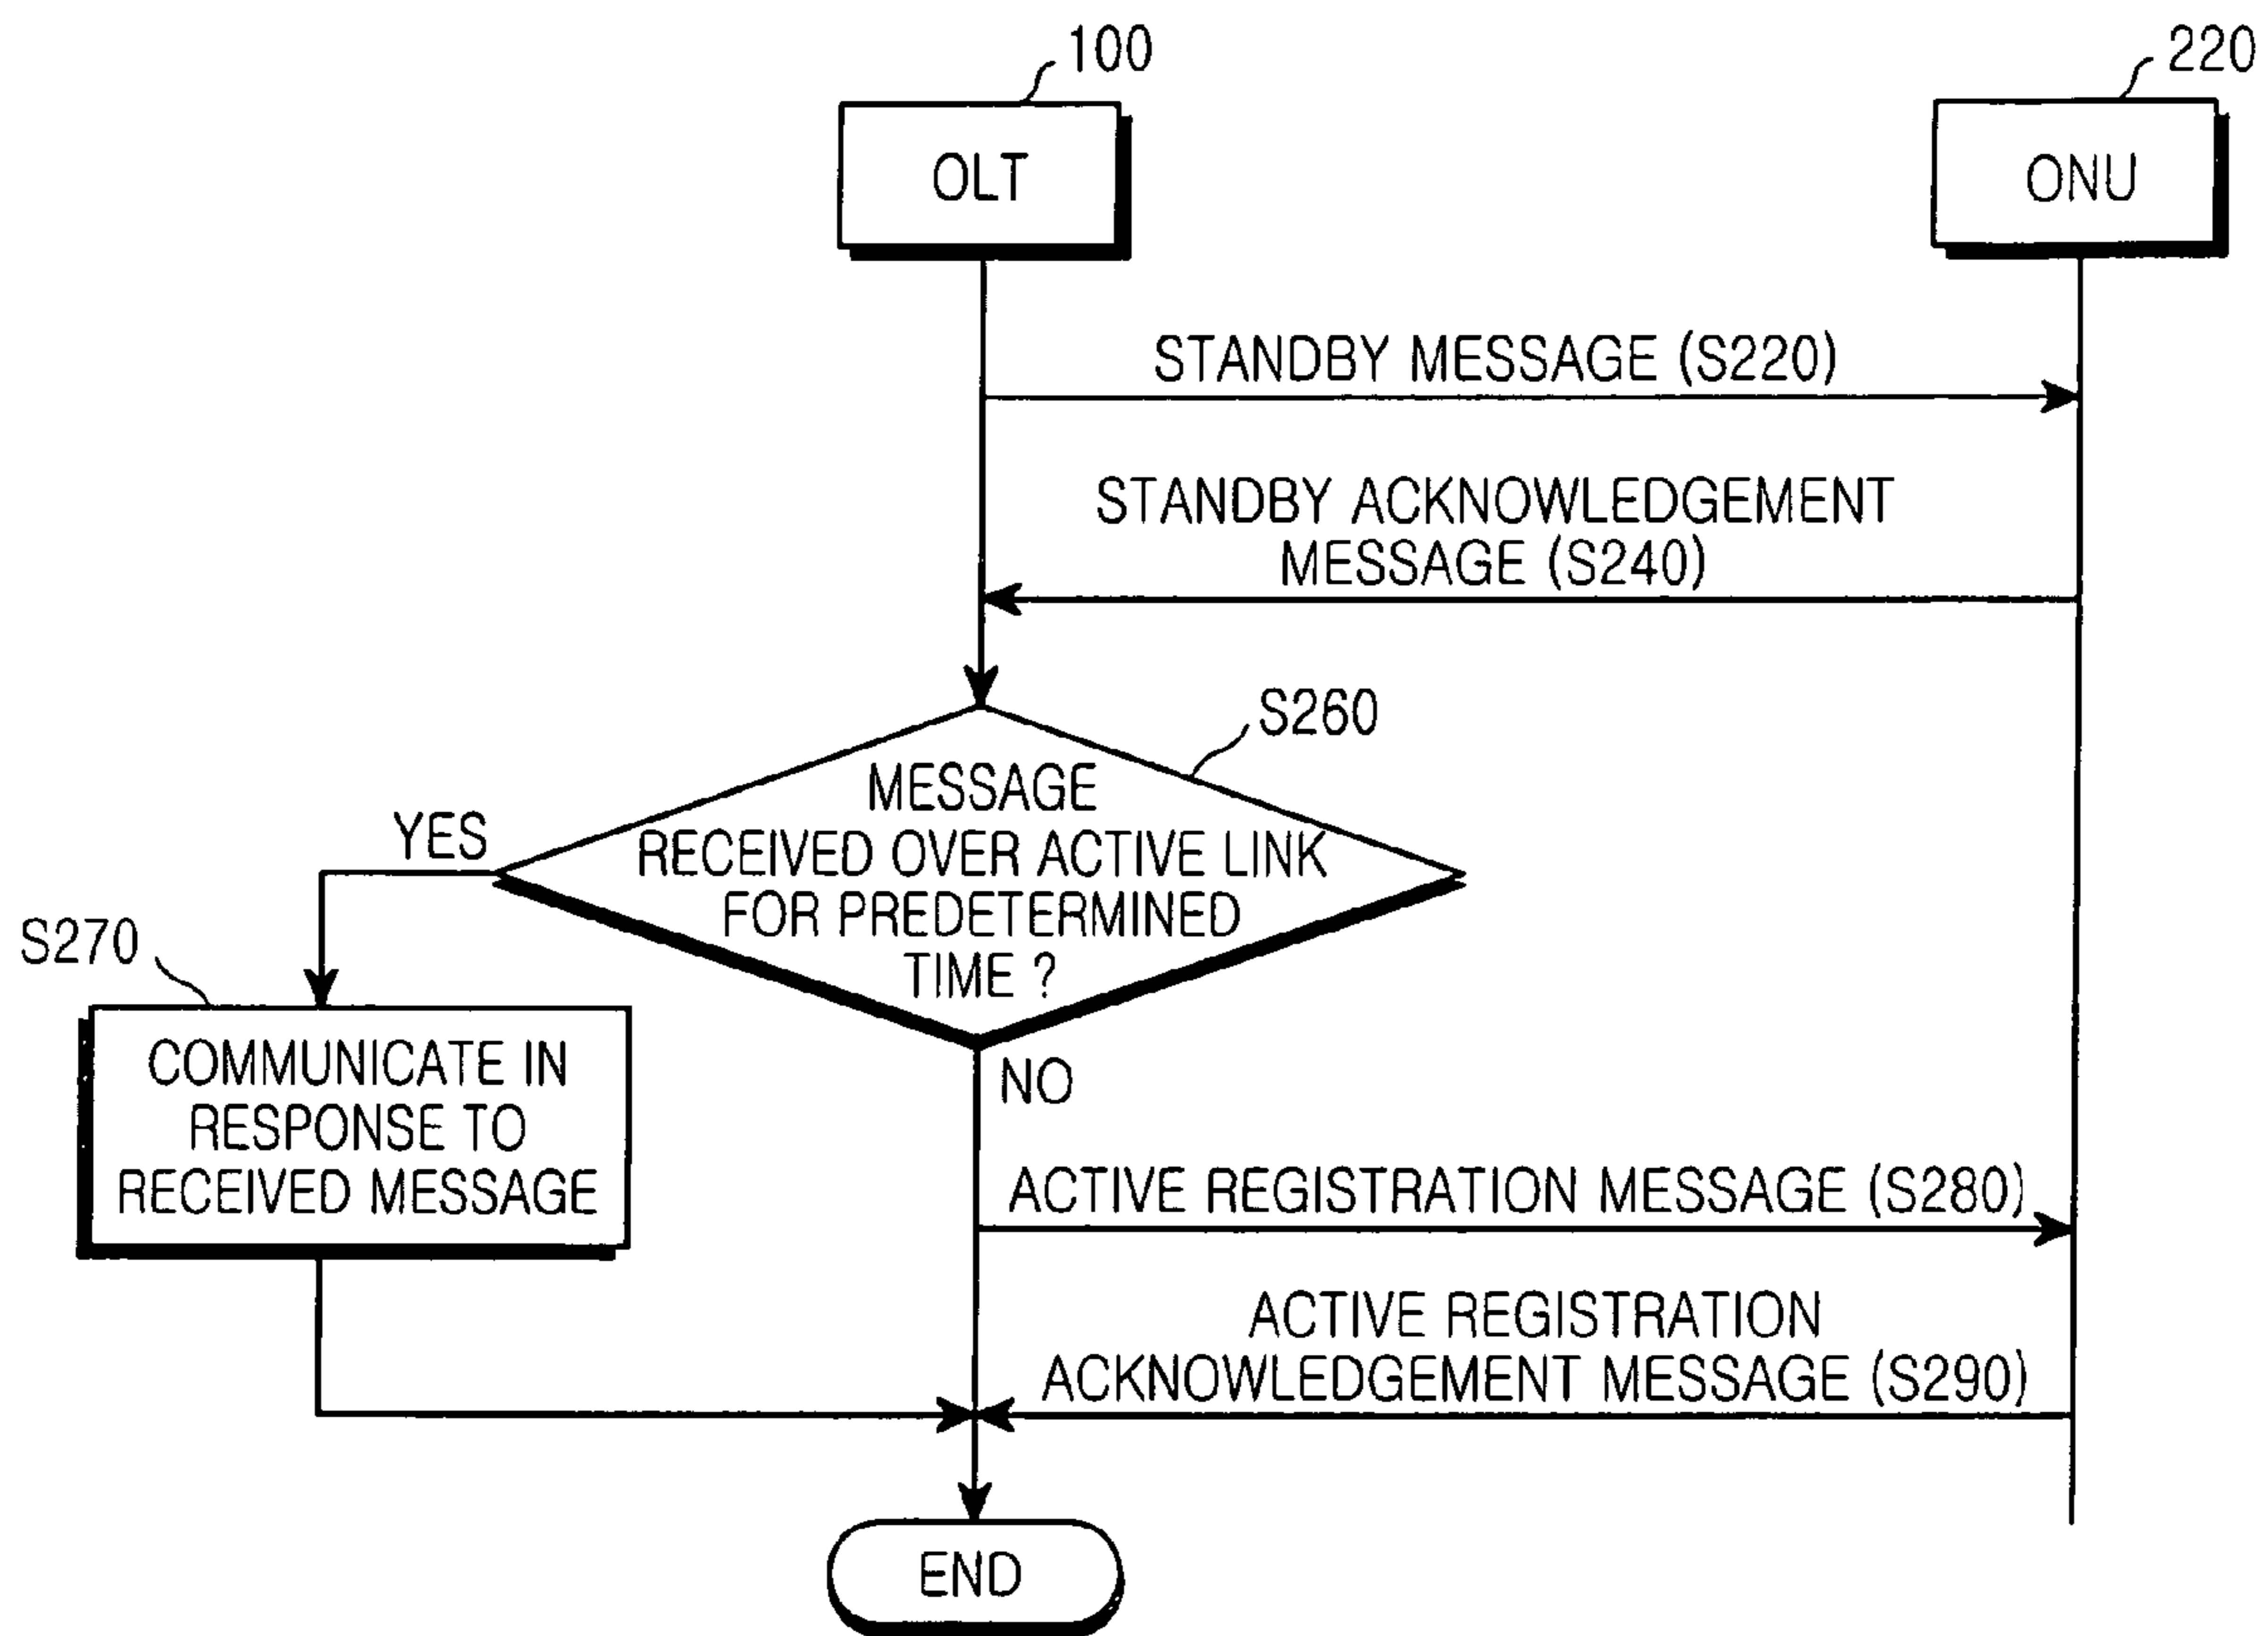 100
220
OLT
ONU
STANDBY MESSAGE (S220)
STANDBY ACKNOWLEDGEMENT
MESSAGE (S240)
S260
MESSAGE
RECEIVED OVER ACTIVE LINK
FOR PREDETERMINED
TIME ?
YES
S270
COMMUNICATE IN
RESPONSE TO
RECEIVED MESSAGE
NO
ACTIVE REGISTRATION MESSAGE (S280)
ACTIVE REGISTRATION
ACKNOWLEDGEMENT MESSAGE (S290)
END